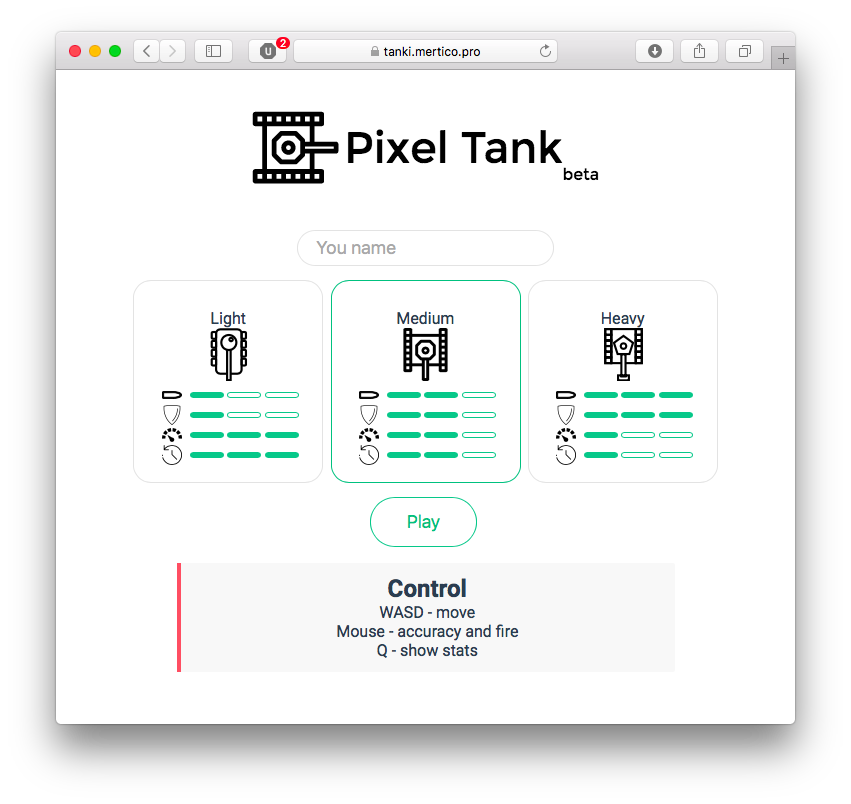 2
tanki.mertico.pro
Pixel Tank
beta
You name
Light
Medium
Heavy
Play
Control
WASD - move
Mouse - accuracy and fire
Q - show stats